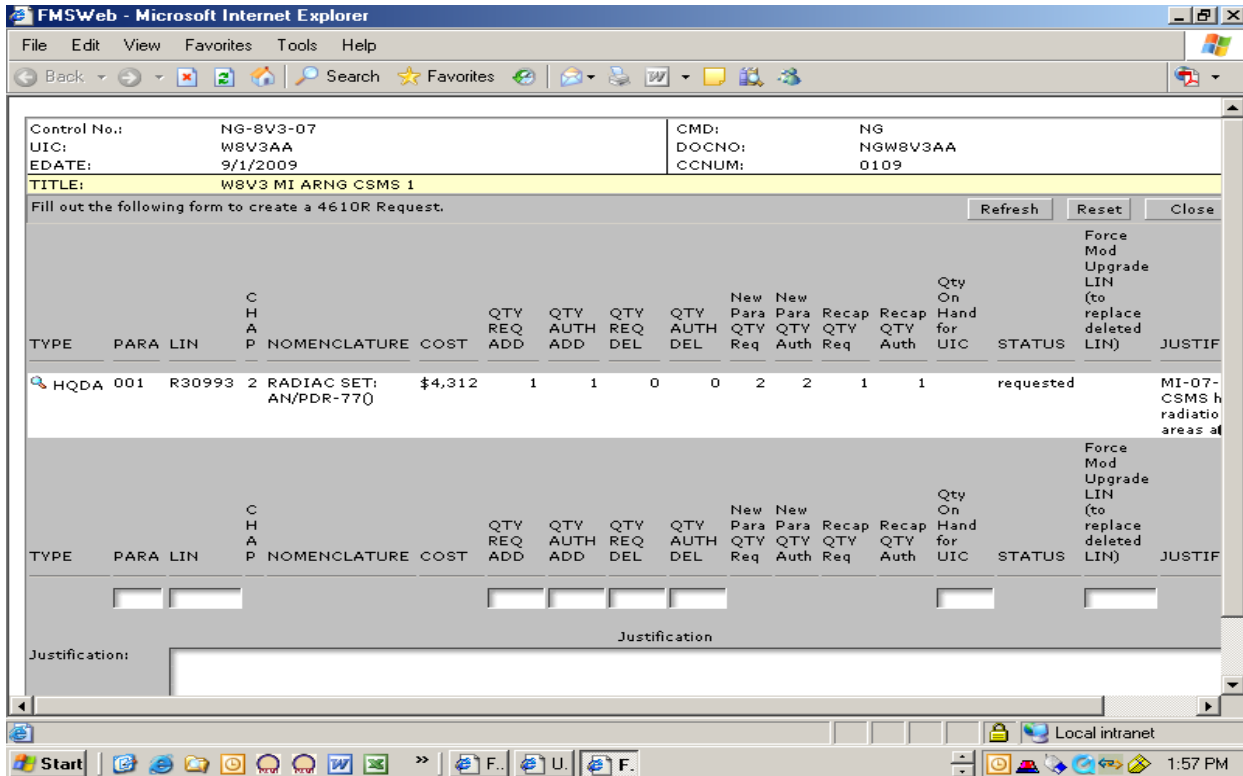 FMSWeb - Microsoft Internet Explorer
File Edit View Favorites Tools Help
Back Search Favorites
Control No.: NG-8V3-07 CMD: NG
UIC: W8V3AA DOCNO: NGW8V3AA
EDATE: 9/1/2009 CCNUM: 0109
TITLE: W8V3 MI ARNG CSMS 1
Fill out the following form to create a 4610R Request. Refresh Reset Close
Force
Mod
Upgrade
Qty LIN
C New New On (to
H QTY QTY QTY QTY Para Para Recap Recap Hand replace
A REQ AUTH REQ AUTH QTY QTY QTY QTY for deleted
TYPE PARA LIN P NOMENCLATURE COST ADD ADD DEL DEL Req Auth Req Auth UIC STATUS LIN) JUSTIF
HQDA 001 R30993 2 RADIAC SET: $4,312 1 1 0 0 2 2 1 1 requested MI-07-
AN/PDR-77() CSMS h
radiatio
areas a
Force
Mod
Upgrade
Qty LIN
C New New On (to
H QTY QTY QTY QTY Para Para Recap Recap Hand replace
A REQ AUTH REQ AUTH QTY QTY QTY QTY for deleted
TYPE PARA LIN P NOMENCLATURE COST ADD ADD DEL DEL Req Auth Req Auth UIC STATUS LIN) JUSTIF
Justification
Justification:
Local intranet
Start F.. U. F. 1:57 PM